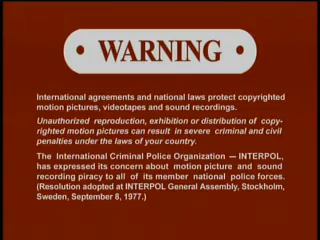 • WARNING •
International agreements and national laws protect copyrighted
motion pictures, videotapes and sound recordings.
Unauthorized reproduction, exhibition or distribution of copy-
righted motion pictures can result in severe criminal and civil
penalties under the laws of your country.
The International Criminal Police Organization — INTERPOL,
has expressed its concern about motion picture and sound
recording piracy to all of its member national police forces.
(Resolution adopted at INTERPOL General Assembly, Stockholm,
Sweden, September 8, 1977.)